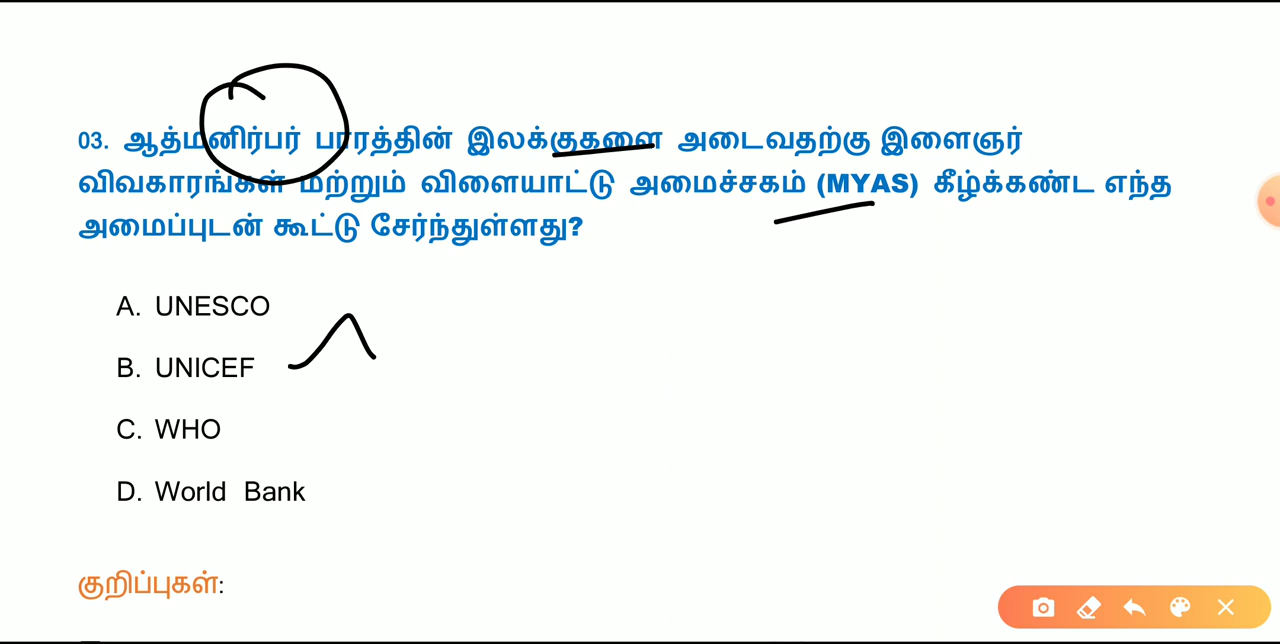 03. ஆத்மனிர்பர் பாரத்தின் இலக்குகளை அடைவதற்கு இளைஞர்
விவகாரங்கள் மற்றும் விளையாட்டு அமைச்சகம் (MYAS) கீழ்க்கண்ட எந்த
அமைப்புடன் கூட்டு சேர்ந்துள்ளது?
A. UNESCO
B. UNICEF
C. WHO
D. World Bank
குறிப்புகள்: